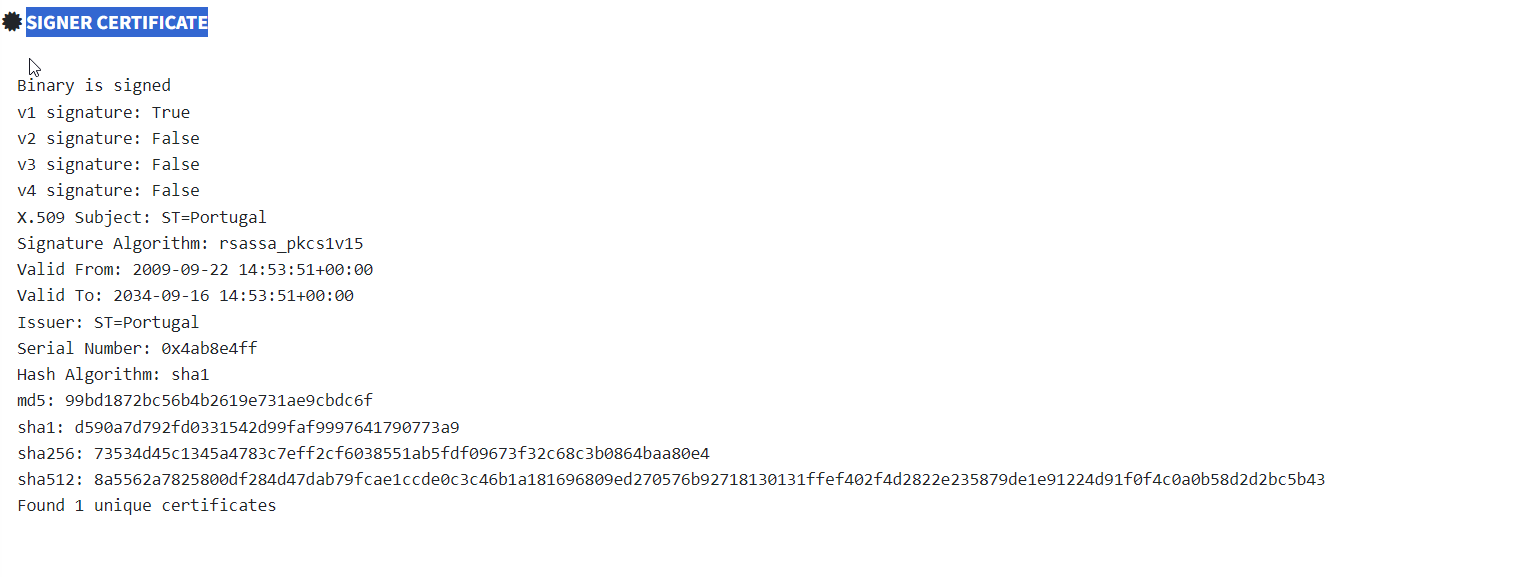 SIGNER CERTIFICATE
Binary is signed
v1 signature: True
v2 signature: False
v3 signature: False
v4 signature: False
X.509 Subject: ST=Portugal
Signature Algorithm: rsassa_pkcs1v15
Valid From: 2009-09-22 14:53:51+00:00
Valid To: 2034-09-16 14:53:51+00:00
Issuer: ST=Portugal
Serial Number: 0x4ab8e4ff
Hash Algorithm: sha1
md5: 99bd1872bc56b4b2619e731ae9cbdc6f
sha1: d590a7d792fd0331542d99faf9997641790773a9
sha256: 73534d45c1345a4783c7eff2cf6038551ab5fdf09673f32c68c3b0864baa80e4
sha512: 8a5562a7825800df284d47dab79fcae1ccde0c3c46b1a181696809ed270576b92718130131ffef402f4d2822e235879de1e91224d91f0f4c0a0b58d2d2bc5b43
Found 1 unique certificates